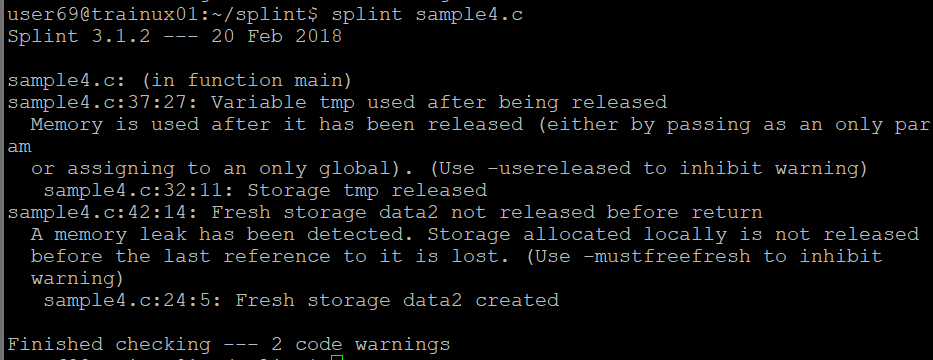 user69@trainux01:~/splint$ splint sample4.c
Splint 3.1.2 --- 20 Feb 2018
sample4.c: (in function main)
sample4.c:37:27: Variable tmp used after being released
Memory is used after it has been released (either by passing as an only par
am
or assigning to an only global). (Use -usereleased to inhibit warning)
sample4.c:32:11: Storage tmp released
sample4.c:42:14: Fresh storage data2 not released before return
A memory leak has been detected. Storage allocated locally is not released
before the last reference to it is lost. (Use -mustfreefresh to inhibit
warning)
sample4.c:24:5: Fresh storage data2 created
Finished checking --- 2 code warnings